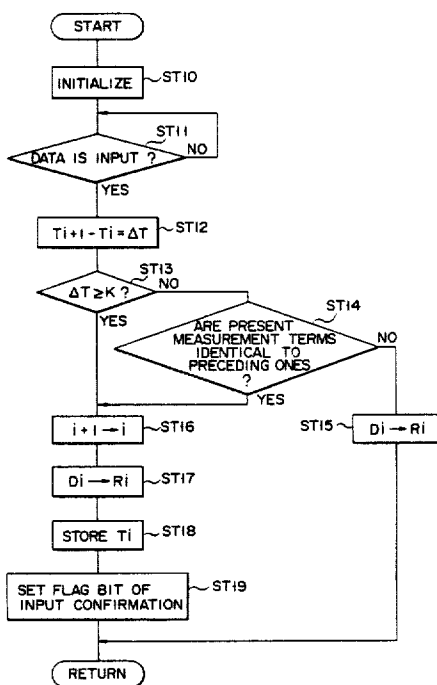 START
INITIALIZE
ST10
ST11
DATA IS INPUT ?
NO
YES
Ti+1-Ti=ΔT
ST12
ST13
ΔT≥K ?
NO
YES
ST14
ARE PRESENT
MEASUREMENT TERMS
IDENTICAL TO
PRECEDING ONES
?
NO
YES
i+1→i
ST16
ST15
Di→Ri
Di→Ri
ST17
STORE Ti
ST18
SET FLAG BIT OF
INPUT CONFIRMATION
ST19
RETURN